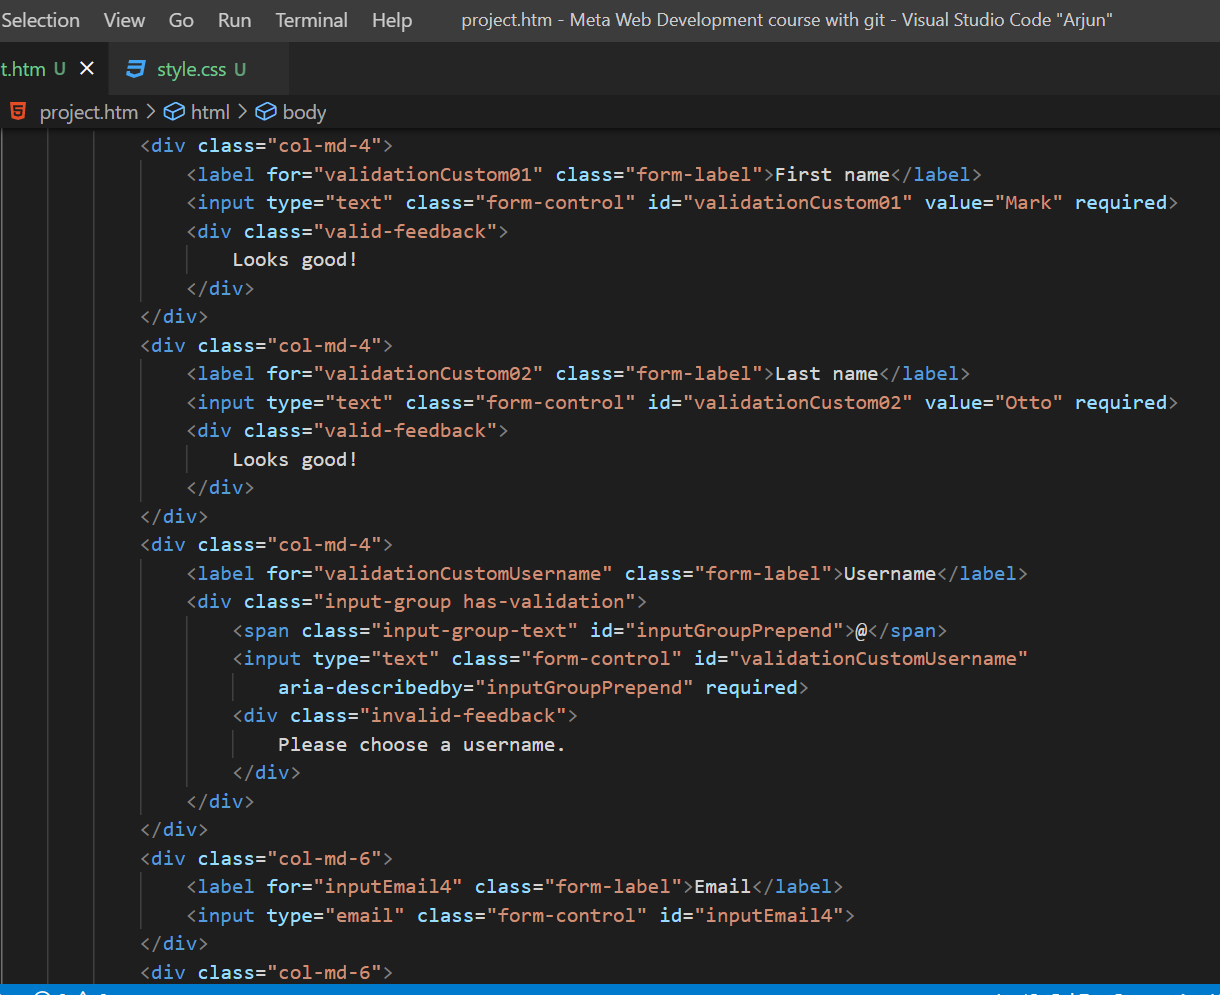 Selection View Go Run Terminal Help project.htm - Meta Web Development course with git - Visual Studio Code "Arjun"
t.htm U style.css U
project.htm > html > body
<div class="col-md-4">
<label for="validationCustom01" class="form-label">First name</label>
<input type="text" class="form-control" id="validationCustom01" value="Mark" required>
<div class="valid-feedback">
Looks good!
</div>
</div>
<div class="col-md-4">
<label for="validationCustom02" class="form-label">Last name</label>
<input type="text" class="form-control" id="validationCustom02" value="Otto" required>
<div class="valid-feedback">
Looks good!
</div>
</div>
<div class="col-md-4">
<label for="validationCustomUsername" class="form-label">Username</label>
<div class="input-group has-validation">
<span class="input-group-text" id="inputGroupPrepend">@</span>
<input type="text" class="form-control" id="validationCustomUsername"
aria-describedby="inputGroupPrepend" required>
<div class="invalid-feedback">
Please choose a username.
</div>
</div>
</div>
<div class="col-md-6">
<label for="inputEmail4" class="form-label">Email</label>
<input type="email" class="form-control" id="inputEmail4">
</div>
<div class="col-md-6">